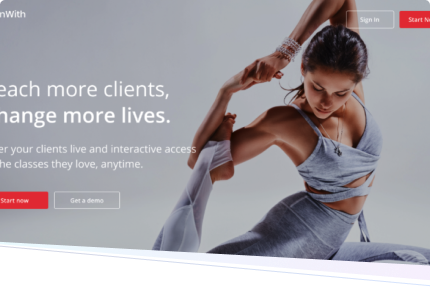 nWith
Sign in
Start N
each more clients,
hange more lives.
er your clients live and interactive access
he classes they love, anytime.
Start now
Get a demo